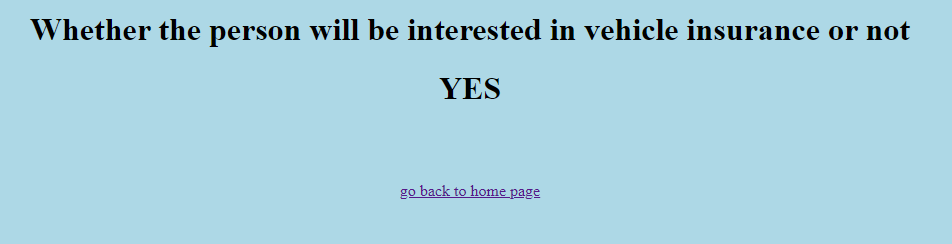 Whether the person will be interested in vehicle insurance or not
YES
go back to home page